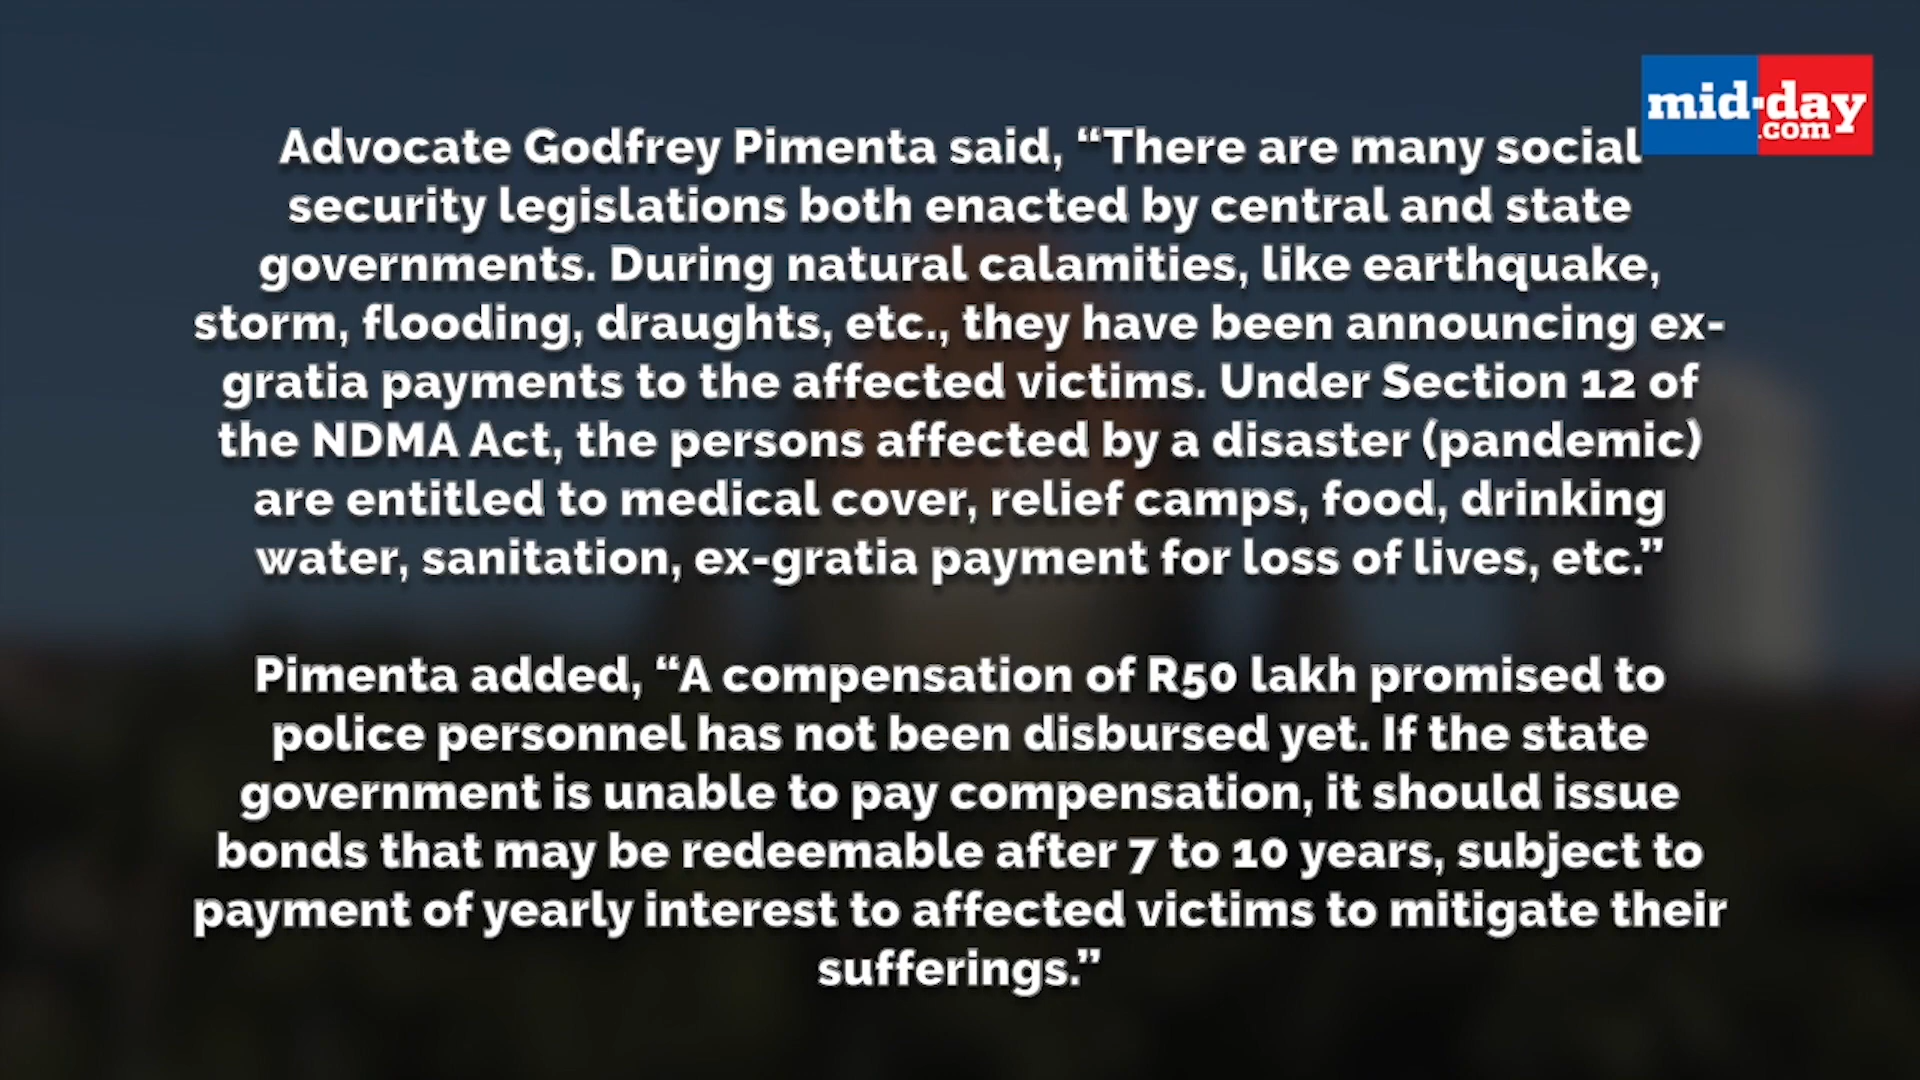 mid-day
.com
Advocate Godfrey Pimenta said, “There are many social
security legislations both enacted by central and state
governments. During natural calamities, like earthquake,
storm, flooding, draughts, etc., they have been announcing ex-
gratia payments to the affected victims. Under Section 12 of
the NDMA Act, the persons affected by a disaster (pandemic)
are entitled to medical cover, relief camps, food, drinking
water, sanitation, ex-gratia payment for loss of lives, etc.”
Pimenta added, “A compensation of R50 lakh promised to
police personnel has not been disbursed yet. If the state
government is unable to pay compensation, it should issue
bonds that may be redeemable after 7 to 10 years, subject to
payment of yearly interest to affected victims to mitigate their
sufferings.”